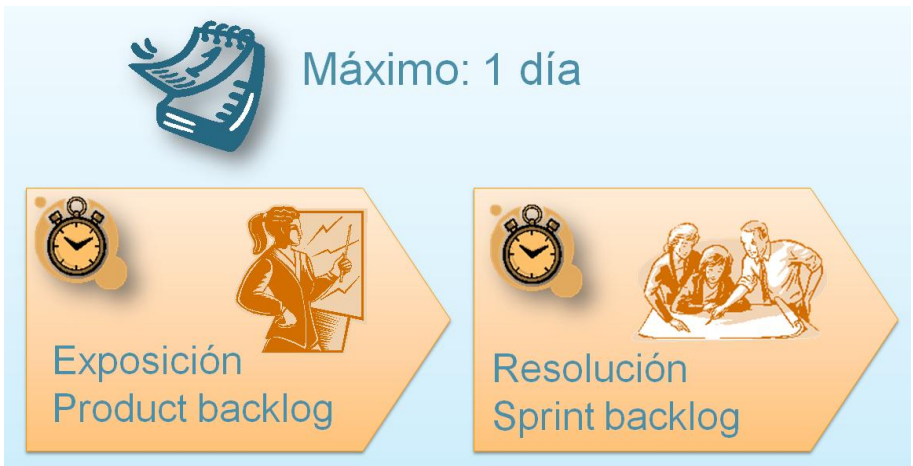 Máximo: 1 día
Exposición
Product backlog
Resolución
Sprint backlog